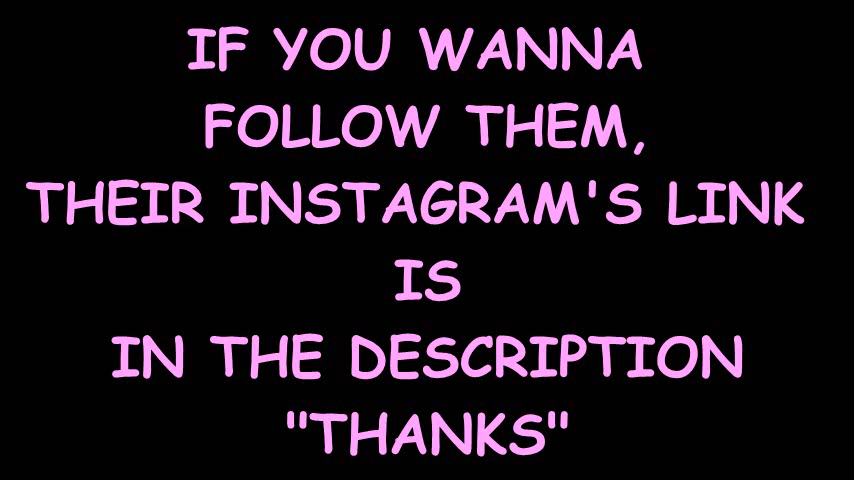 IF YOU WANNA
FOLLOW THEM,
THEIR INSTAGRAM'S LINK
IS
IN THE DESCRIPTION
"THANKS"